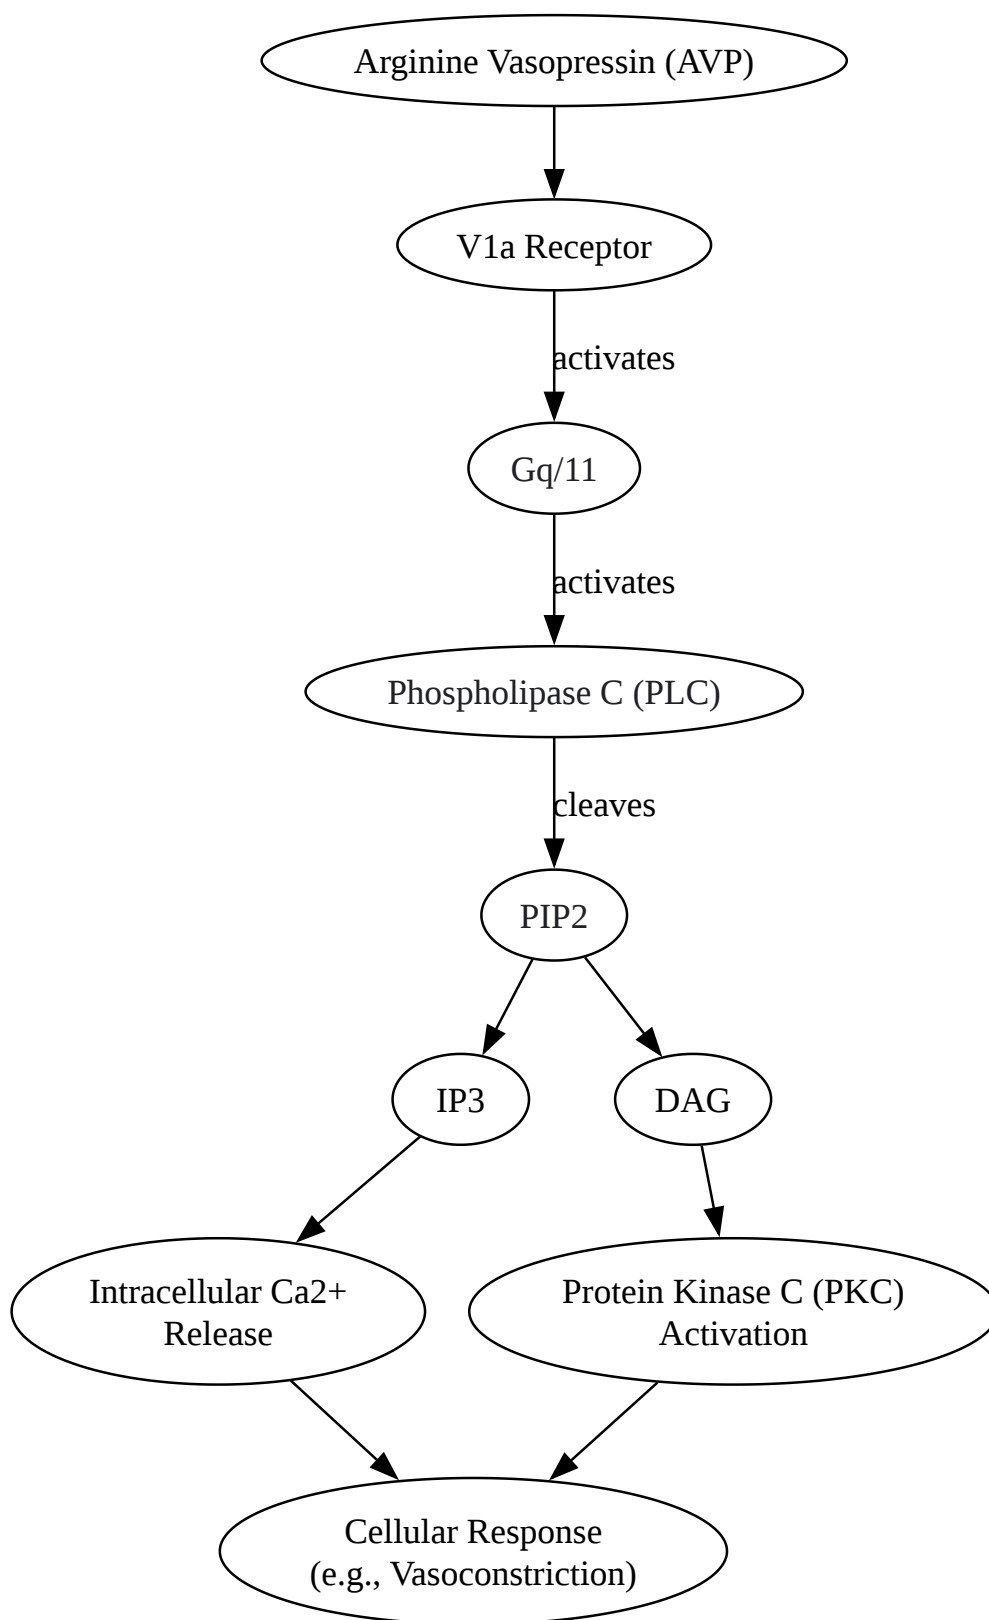 Arginine Vasopressin (AVP)
V1a Receptor
activates
Gq/11
activates
Phospholipase C (PLC)
cleaves
PIP2
IP3
DAG
Intracellular Ca2+
Release
Protein Kinase C (PKC)
Activation
Cellular Response
(e.g., Vasoconstriction)